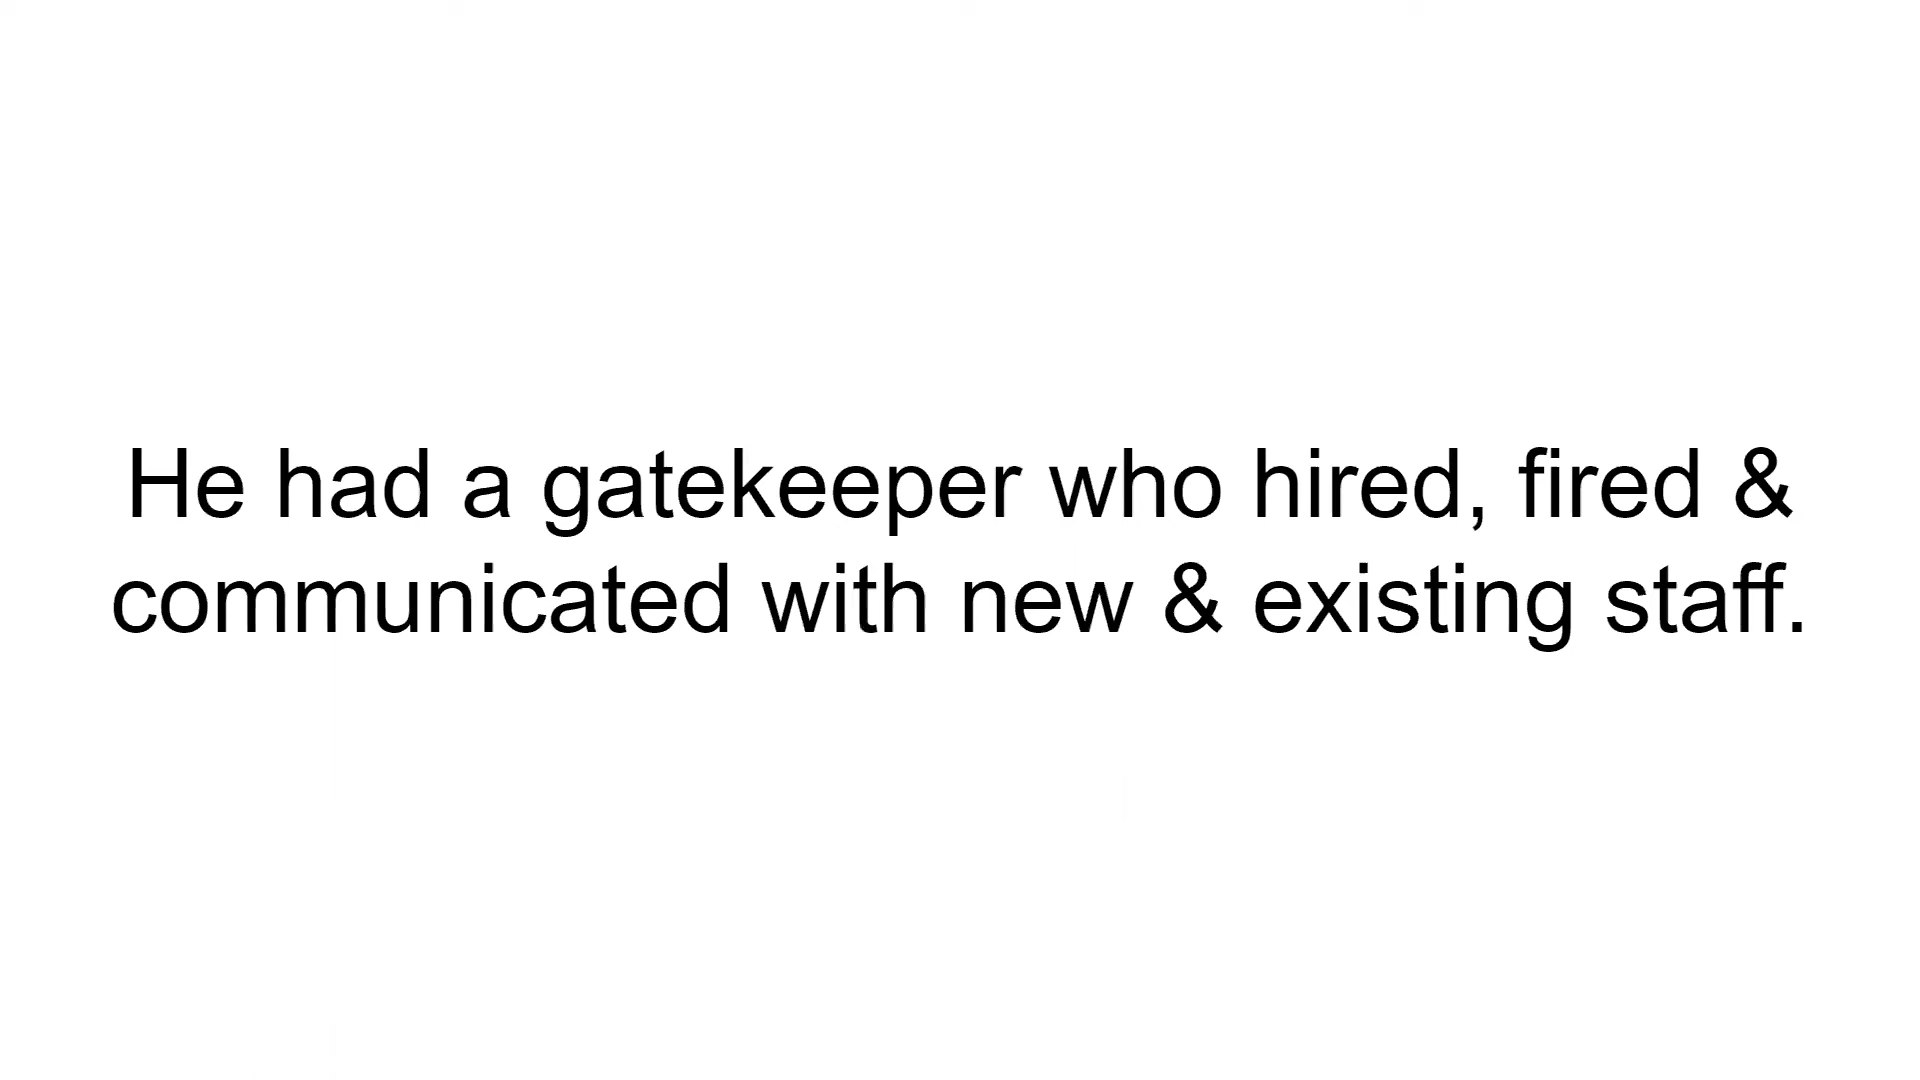 He had a gatekeeper who hired, fired &
communicated with new & existing staff.